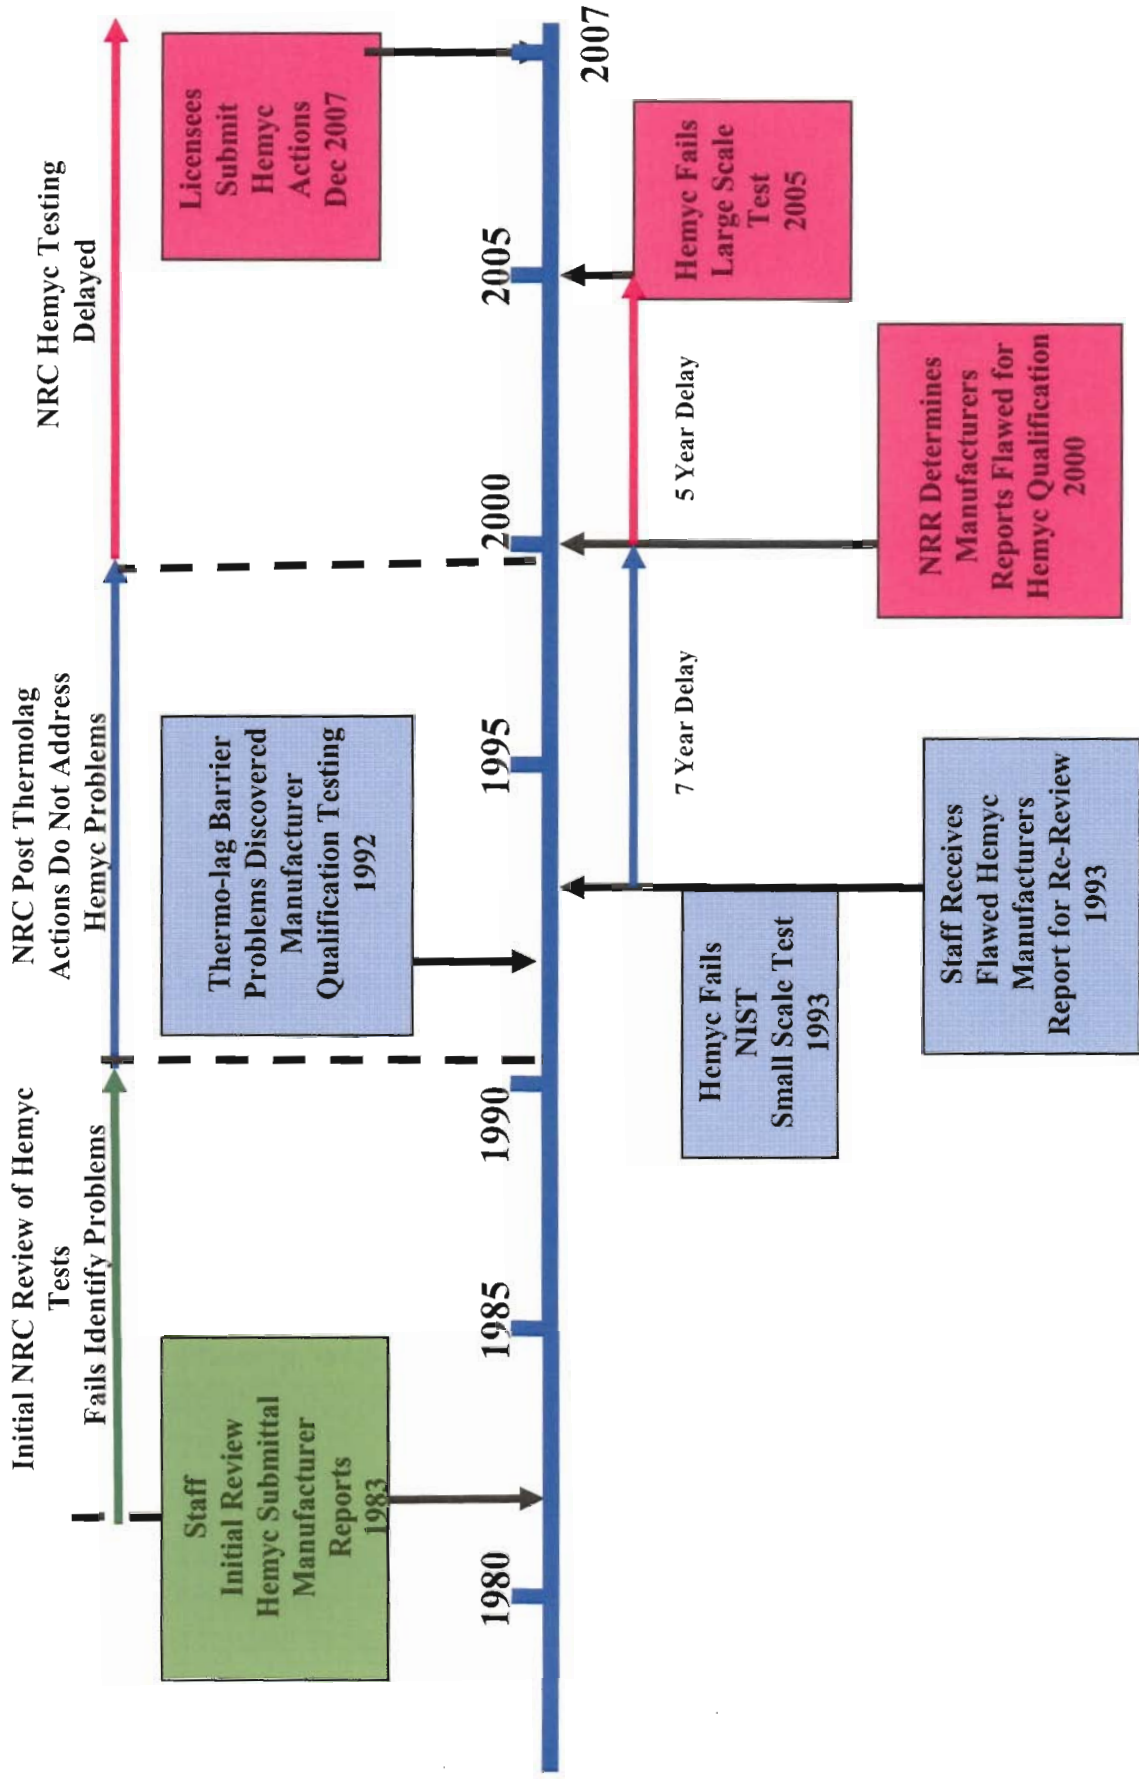 Initial NRC Review of Hemyc
Tests
Fails Identify Problems
NRC Post Thermolag
Actions Do Not Address
Hemyc Problems
NRC Hemyc Testing
Delayed
Staff
Initial Review
Hemyc Submittal
Manufacturer
Reports
1983
Thermo-lag Barrier
Problems Discovered
Manufacturer
Qualification Testing
1992
Licensees
Submit
Hemyc
Actions
Dec 2007
1980
1985
1990
1995
2000
2005
2007
7 Year Delay
5 Year Delay
Hemyc Fails
NIST
Small Scale Test
1993
Hemyc Fails
Large Scale
Test
2005
Staff Receives
Flawed Hemyc
Manufacturers
Report for Re-Review
1993
NRR Determines
Manufacturers
Reports Flawed for
Hemyc Qualification
2000